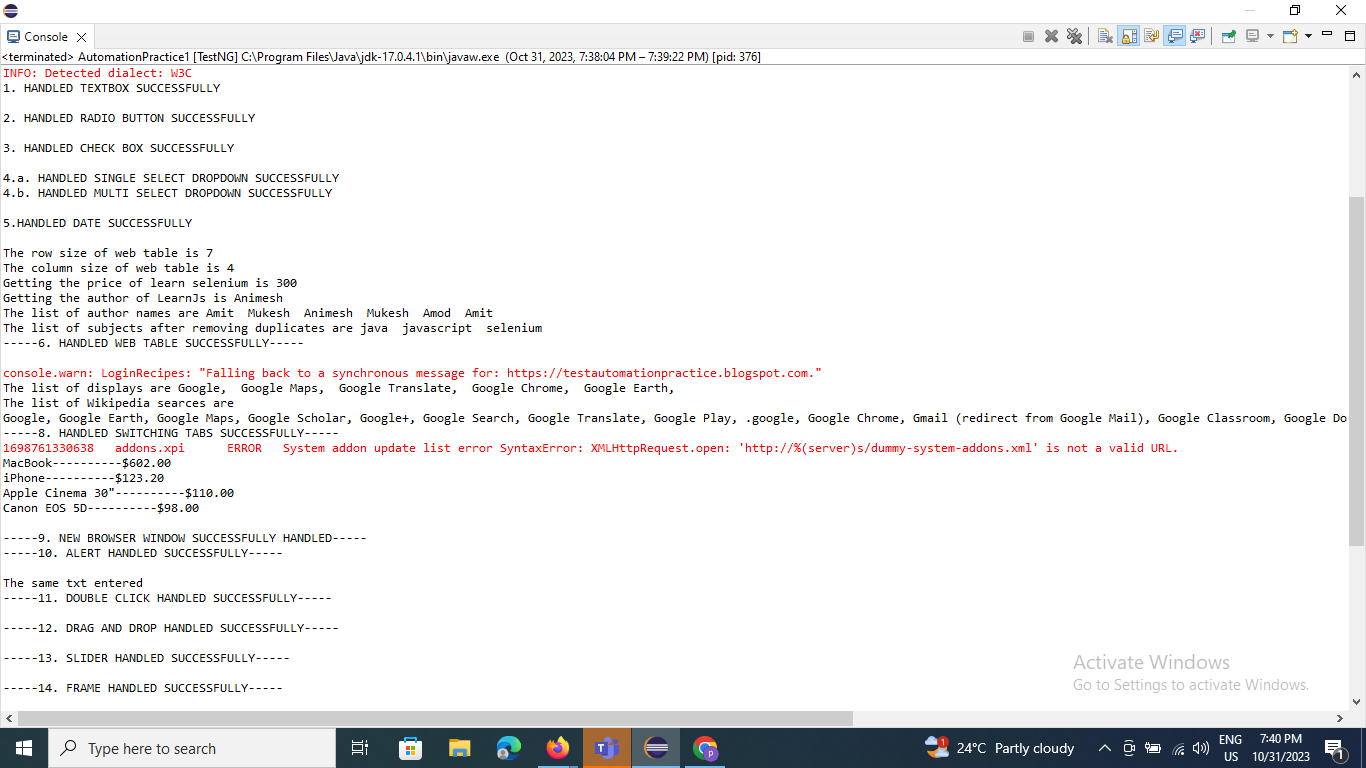 Console
<terminated> AutomationPractice1 [TestNG] C:\Program Files\Java\jdk-17.0.4.1\bin\javaw.exe (Oct 31, 2023, 7:38:04 PM – 7:39:22 PM) [pid: 376]
INFO: Detected dialect: W3C
1. HANDLED TEXTBOX SUCCESSFULLY
2. HANDLED RADIO BUTTON SUCCESSFULLY
3. HANDLED CHECK BOX SUCCESSFULLY
4.a. HANDLED SINGLE SELECT DROPDOWN SUCCESSFULLY
4.b. HANDLED MULTI SELECT DROPDOWN SUCCESSFULLY
5.HANDLED DATE SUCCESSFULLY
The row size of web table is 7
The column size of web table is 4
Getting the price of learn selenium is 300
Getting the author of LearnJs is Animesh
The list of author names are Amit  Mukesh  Animesh  Mukesh  Amod  Amit
The list of subjects after removing duplicates are java  javascript  selenium
-----6. HANDLED WEB TABLE SUCCESSFULLY-----
console.warn: LoginRecipes: "Falling back to a synchronous message for: https://testautomationpractice.blogspot.com."
The list of displays are Google,  Google Maps,  Google Translate,  Google Chrome,  Google Earth,
The list of Wikipedia searces are
Google, Google Earth, Google Maps, Google Scholar, Google+, Google Search, Google Translate, Google Play, .google, Google Chrome, Gmail (redirect from Google Mail), Google Classroom, Google Do
-----8. HANDLED SWITCHING TABS SUCCESSFULLY-----
1698761330638   addons.xpi      ERROR   System addon update list error SyntaxError: XMLHttpRequest.open: 'http://%(server)s/dummy-system-addons.xml' is not a valid URL.
MacBook----------$602.00
iPhone----------$123.20
Apple Cinema 30"----------$110.00
Canon EOS 5D----------$98.00
-----9. NEW BROWSER WINDOW SUCCESSFULLY HANDLED-----
-----10. ALERT HANDLED SUCCESSFULLY-----
The same txt entered
-----11. DOUBLE CLICK HANDLED SUCCESSFULLY-----
-----12. DRAG AND DROP HANDLED SUCCESSFULLY-----
-----13. SLIDER HANDLED SUCCESSFULLY-----
-----14. FRAME HANDLED SUCCESSFULLY-----
Activate Windows
Go to Settings to activate Windows.
Type here to search
1
24°C Partly cloudy
ENG
US
7:40 PM
10/31/2023
1